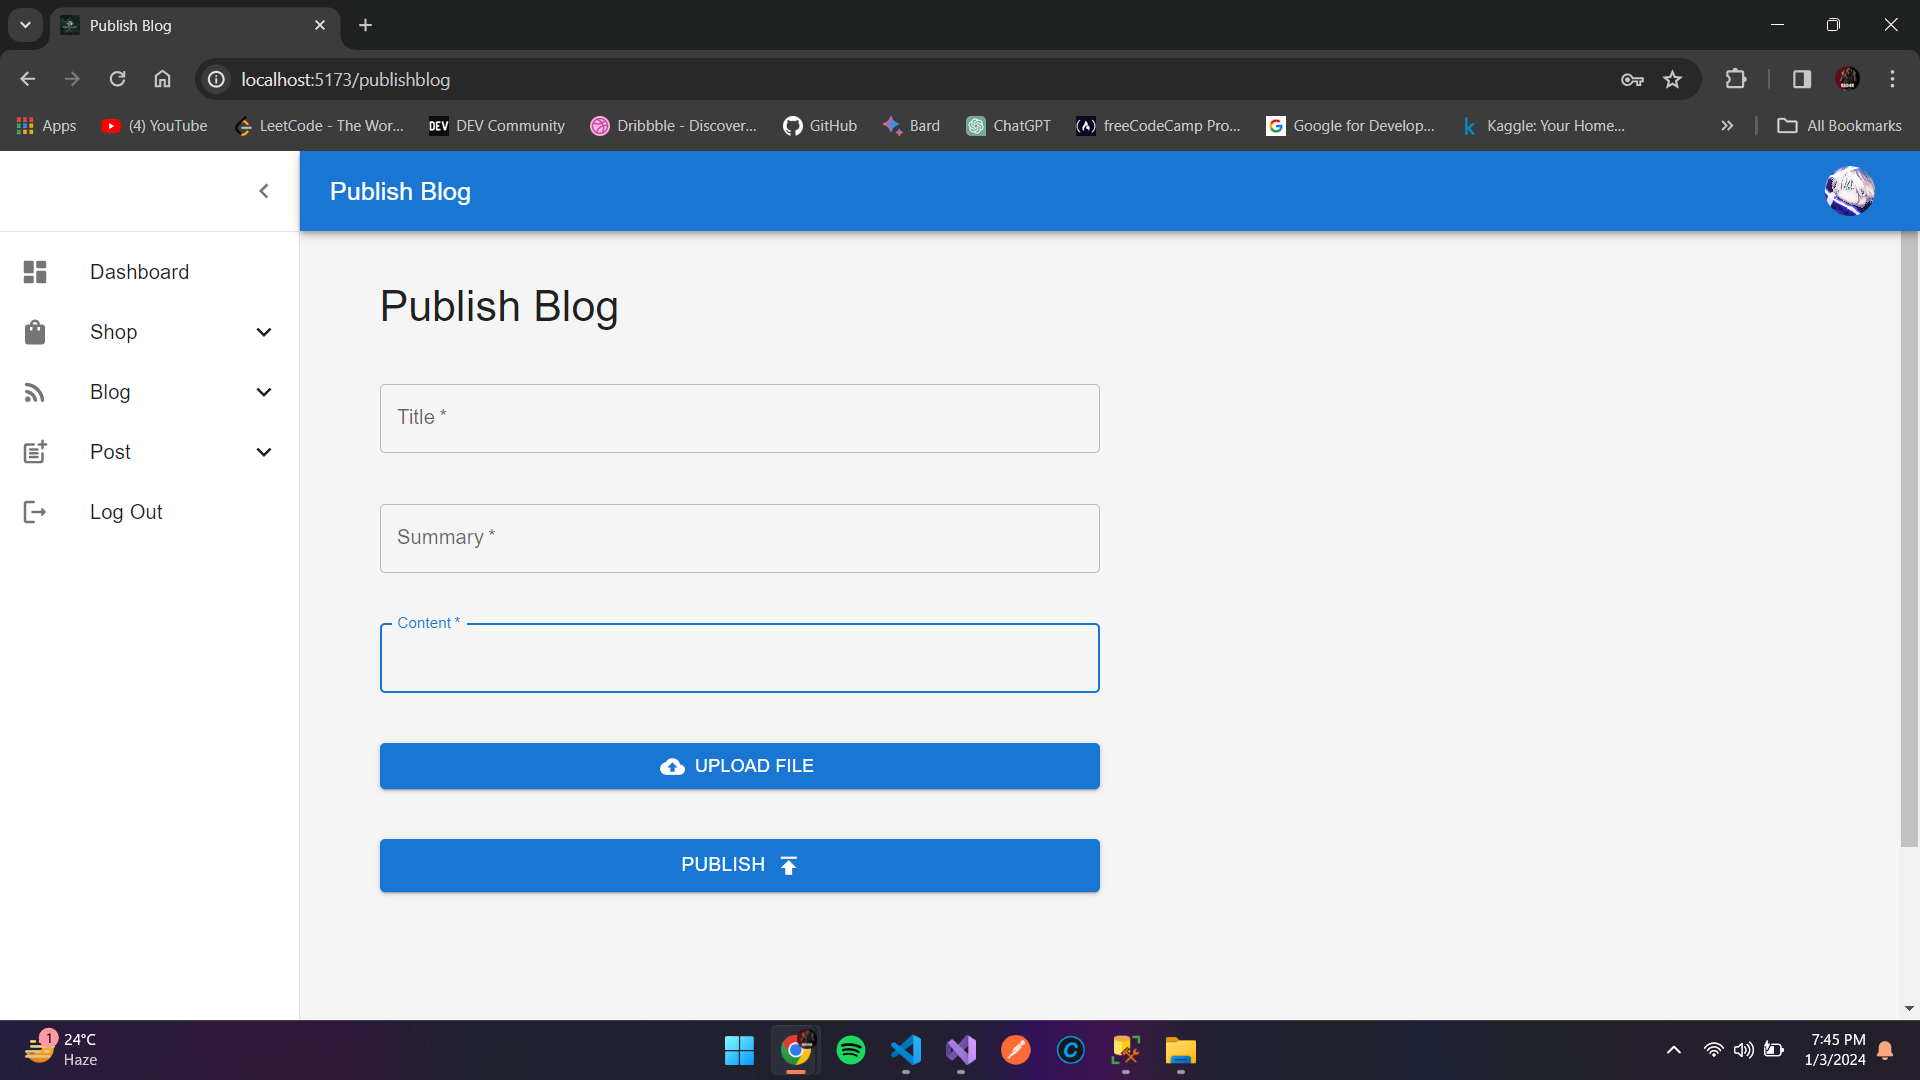 Publish Blog
localhost:5173/publishblog
Apps
(4) YouTube
LeetCode - The Wor...
DEV DEV Community
Dribbble - Discover...
GitHub
Bard
ChatGPT
freeCodeCamp Pro...
Google for Develop...
Kaggle: Your Home...
All Bookmarks
Publish Blog
Dashboard
Shop
Blog
Post
Log Out
Publish Blog
Title *
Summary *
Content *
UPLOAD FILE
PUBLISH
1
24°C
Haze
7:45 PM
1/3/2024